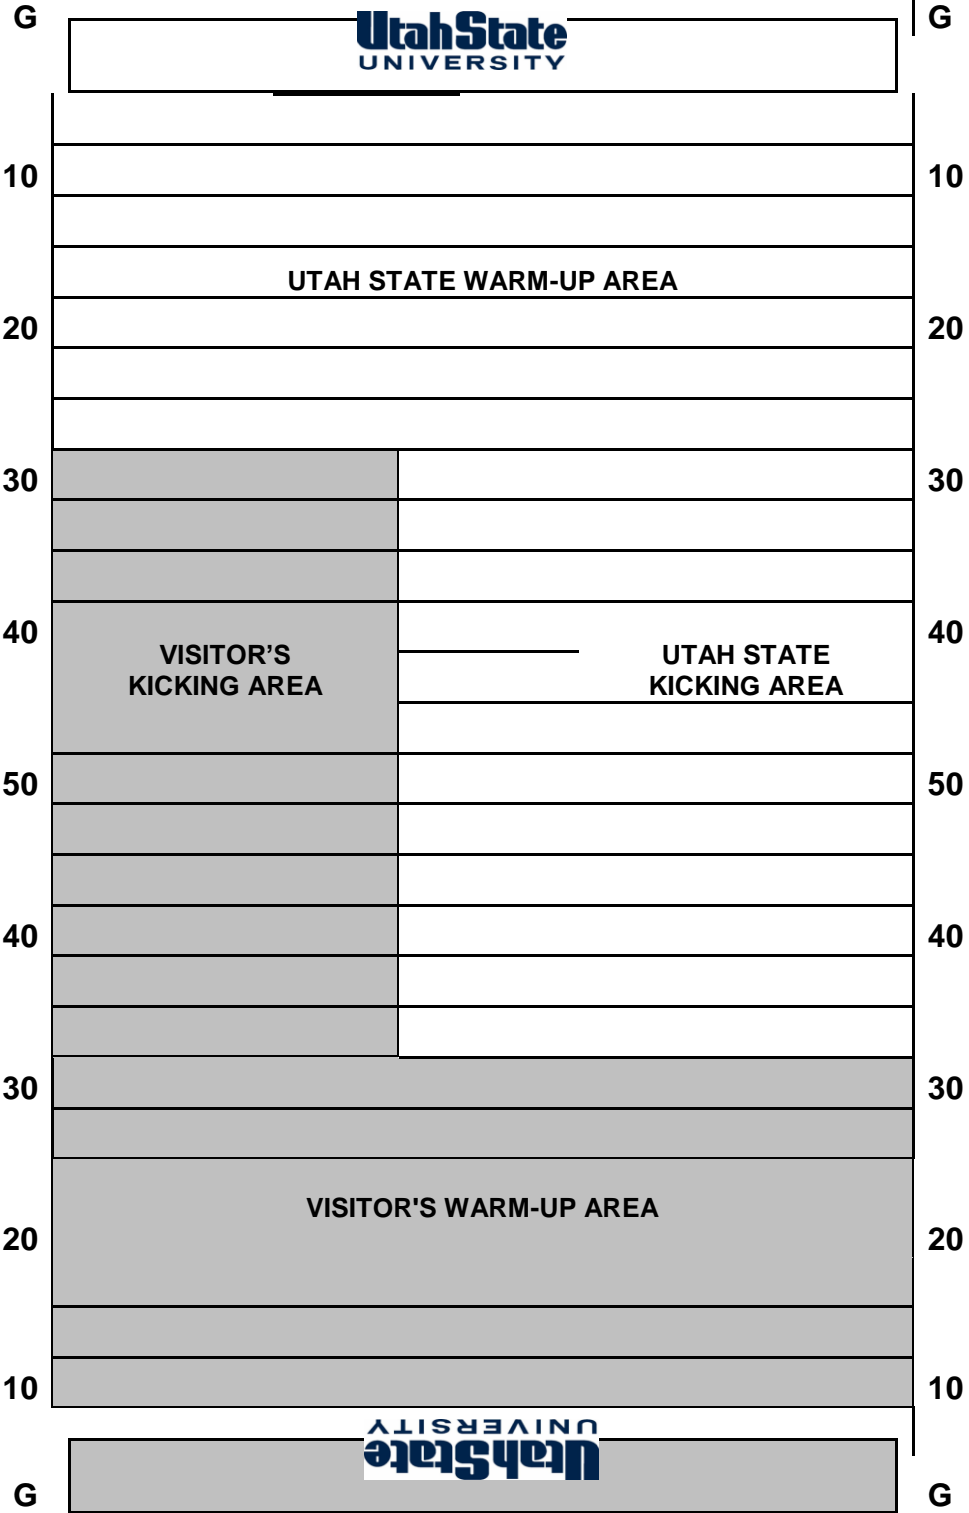 G G
UtahState
UNIVERSITY
10 10
UTAH STATE WARM-UP AREA
20 20
30 30
40 40
VISITOR’S
KICKING AREA
UTAH STATE
KICKING AREA
50 50
40 40
30 30
VISITOR'S WARM-UP AREA
20 20
10 10
UtahState
UNIVERSITY
G G